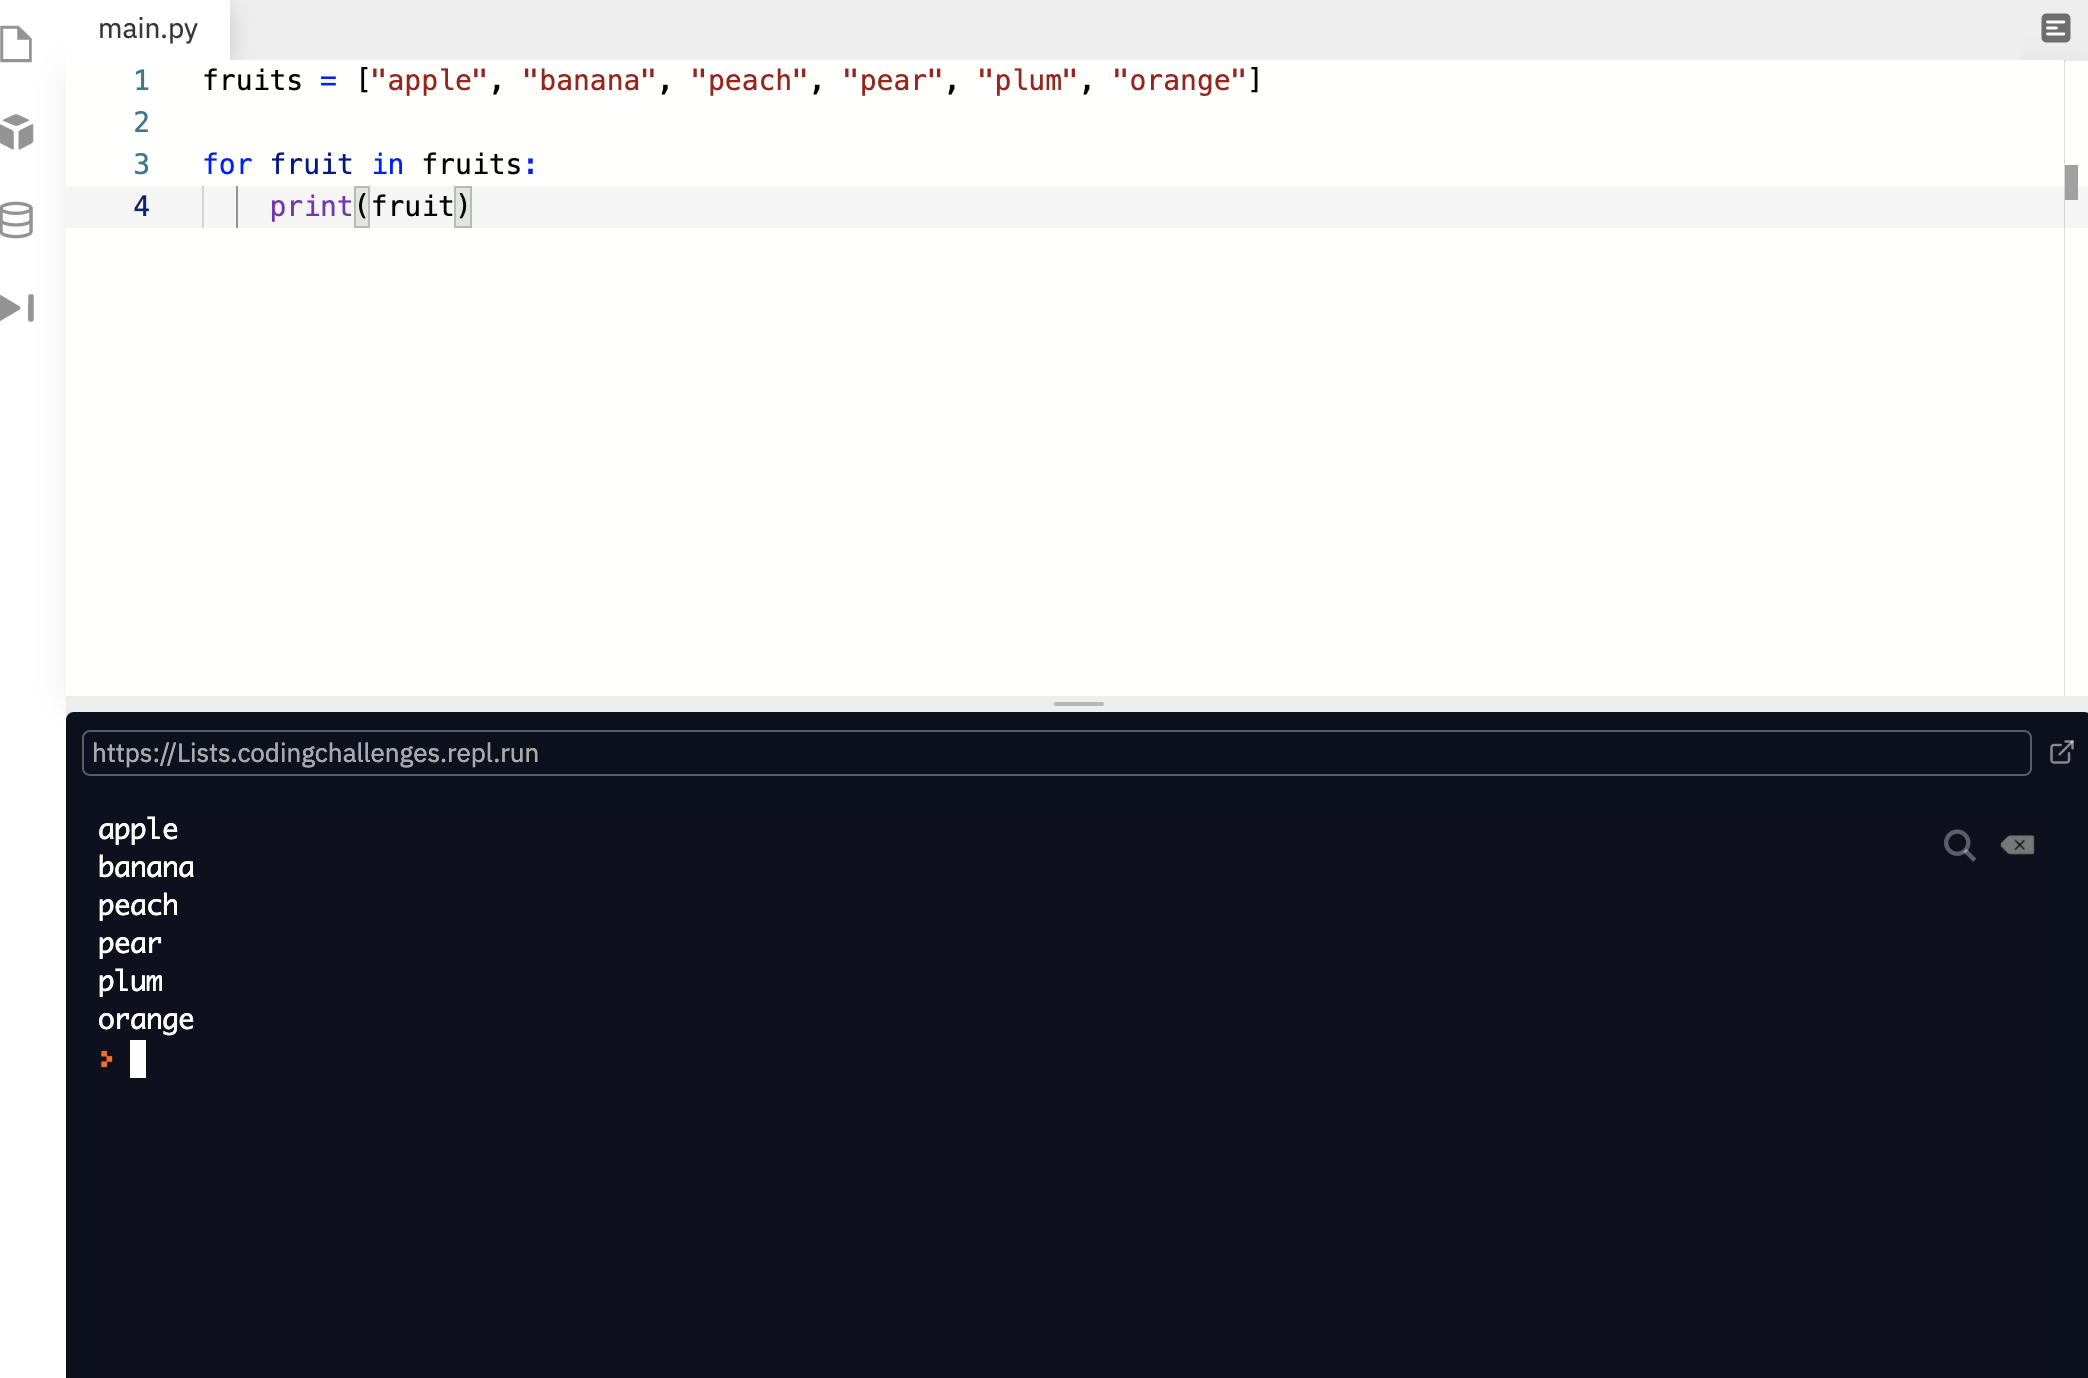 main.py
1 fruits = ["apple", "banana", "peach", "pear", "plum", "orange"]
2
3 for fruit in fruits:
4 print(fruit)
https://Lists.codingchallenges.repl.run
apple
banana
peach
pear
plum
orange